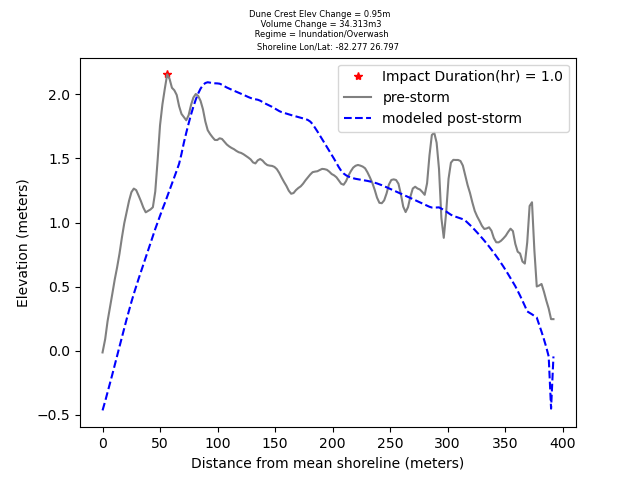 Dune Crest Elev Change = 0.95m
Volume Change = 34.313m3
Regime = Inundation/Overwash
Shoreline Lon/Lat: -82.277 26.797
Impact Duration(hr) = 1.0
pre-storm
modeled post-storm
Elevation (meters)
2.0
1.5
1.0
0.5
0.0
−0.5
0 50 100 150 200 250 300 350 400
Distance from mean shoreline (meters)